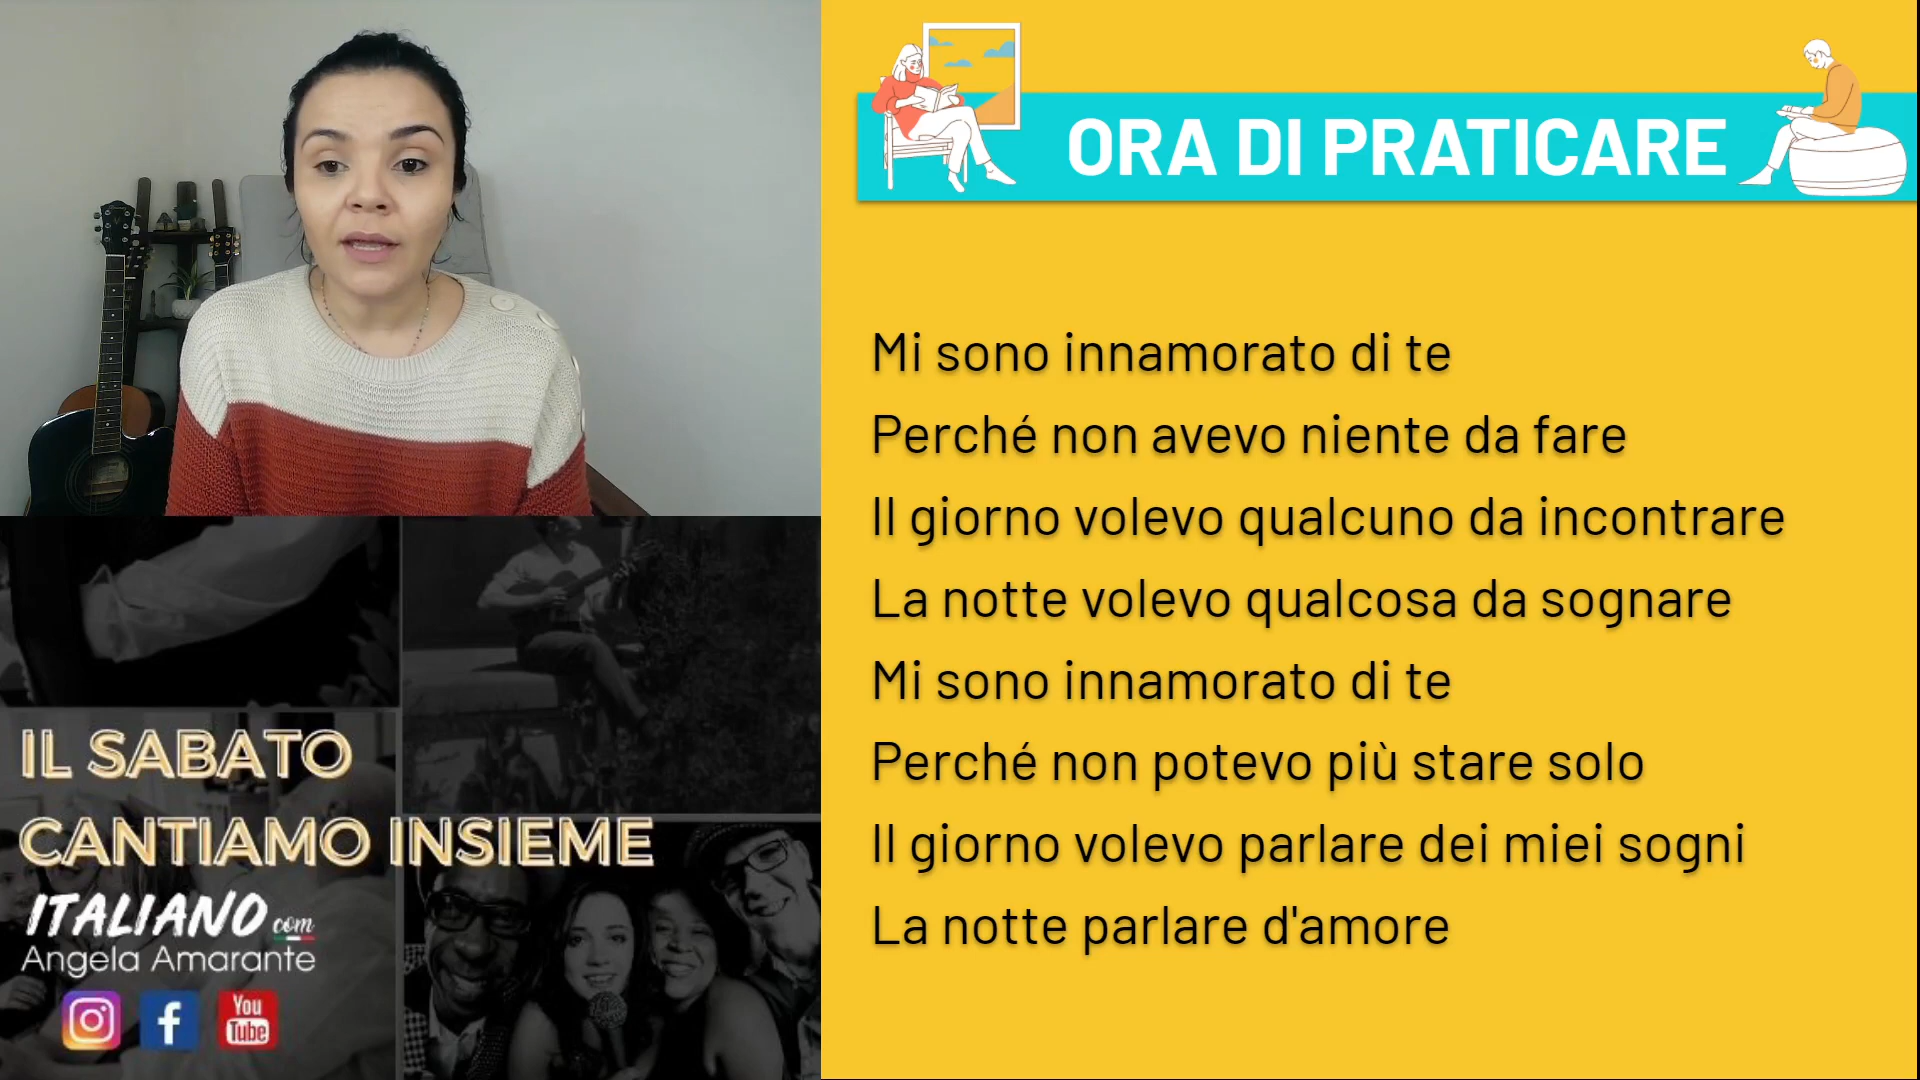 ORA DI PRATICARE
Mi sono innamorato di te
Perché non avevo niente da fare
Il giorno volevo qualcuno da incontrare
La notte volevo qualcosa da sognare
Mi sono innamorato di te
Perché non potevo più stare solo
Il giorno volevo parlare dei miei sogni
La notte parlare d'amore
IL SABATO
CANTIAMO INSIEME
ITALIANO com
Angela Amarante
You
Tube